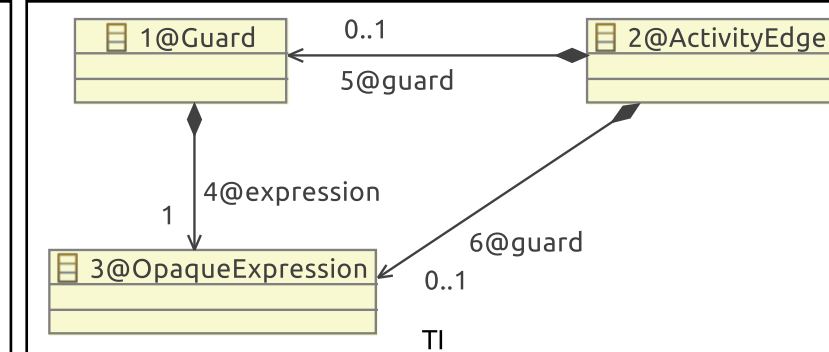 0..1
1@Guard
2@ActivityEdge
5@guard
4@expression
1
6@guard
3@OpaqueExpression
0..1
TI